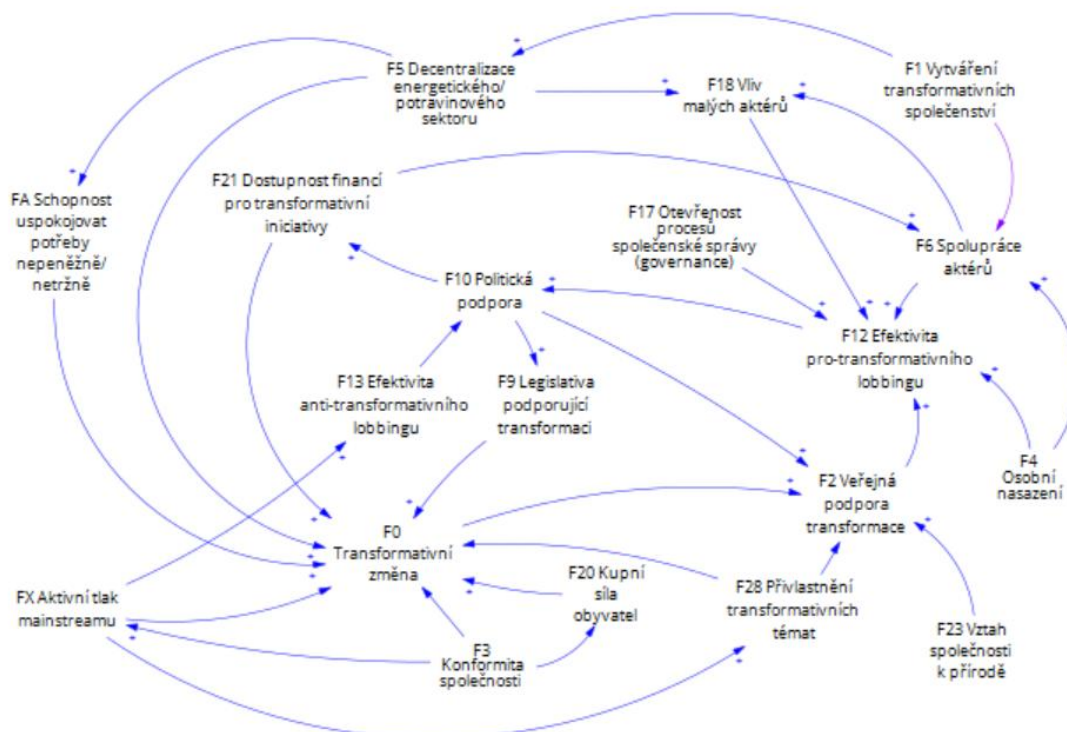 F5 Decentralizace
energetického/
potravinového
sektoru
F18 Vliv
malých aktérů
F1 Vytváření
transformativních
společenství
FA Schopnost
uspokojovat
potřeby
nepeněžně/
netržně
F21 Dostupnost financí
pro transformativní
iniciativy
F17 Otevřenost
procesů
společenské správy
(governance)
F6 Spolupráce
aktérů
F10 Politická
podpora
F12 Efektivita
pro-transformativního
lobbingu
F13 Efektivita
anti-transformativního
lobbingu
F9 Legislativa
podporující
transformaci
F4
Osobní
nasazení
F2 Veřejná
podpora
transformace
F0
Transformativní
změna
FX Aktivní tlak
mainstreamu
F20 Kupní
síla
obyvatel
F28 Přivlastnění
transformativních
témat
F3
Konformita
společnosti
F23 Vztah
společnosti
k přírodě